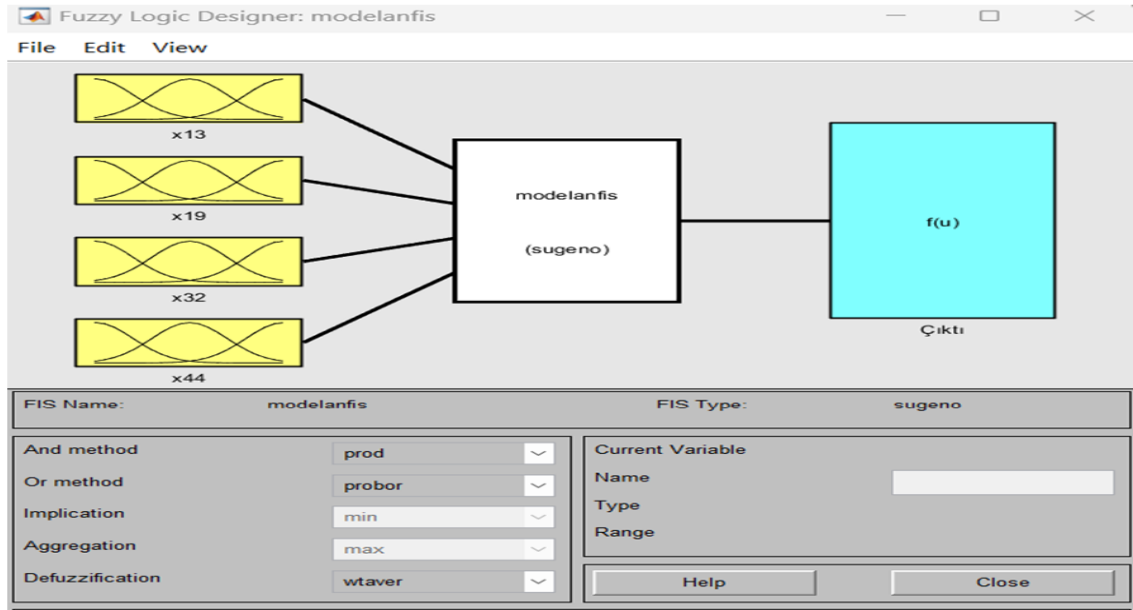 Fuzzy Logic Designer: modelanfis
File Edit View
x13
x19
x32
x44
modelanfis
(sugeno)
f(u)
Çıktı
FIS Name: modelanfis FIS Type: sugeno
And method prod
Or method probor
Implication min
Aggregation max
Defuzzification wtaver
Current Variable
Name
Type
Range
Help Close